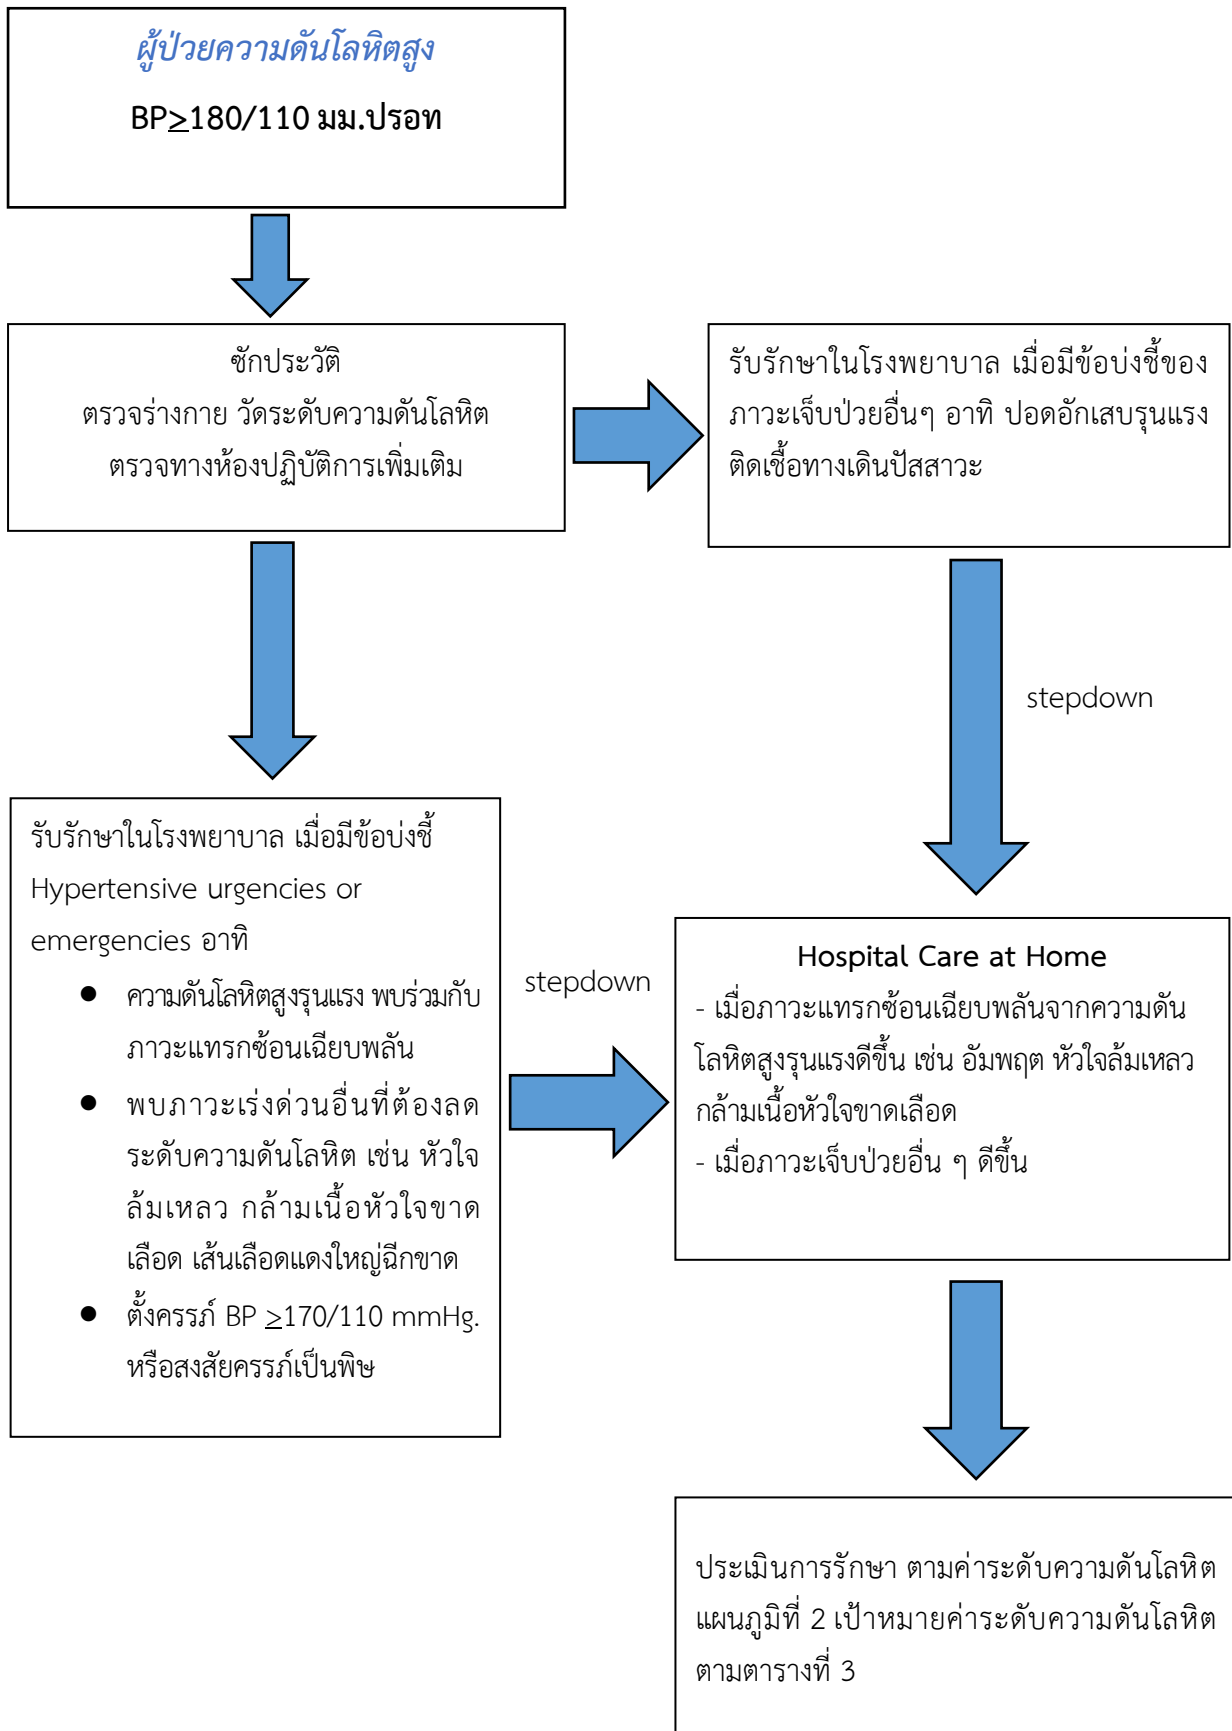 ผู้ป่วยความดันโลหิตสูง
BP≥180/110 มม.ปรอท
ซักประวัติ
ตรวจร่างกาย วัดระดับความดันโลหิต
ตรวจทางห้องปฏิบัติการเพิ่มเติม
รับรักษาในโรงพยาบาล เมื่อมีข้อบ่งชี้ของ
ภาวะเจ็บป่วยอื่นๆ อาทิ ปอดอักเสบรุนแรง
ติดเชื้อทางเดินปัสสาวะ
stepdown
รับรักษาในโรงพยาบาล เมื่อมีข้อบ่งชี้
Hypertensive urgencies or
emergencies อาทิ
● ความดันโลหิตสูงรุนแรง พบร่วมกับ
ภาวะแทรกซ้อนเฉียบพลัน
● พบภาวะเร่งด่วนอื่นที่ต้องลด
ระดับความดันโลหิต เช่น หัวใจ
ล้มเหลว กล้ามเนื้อหัวใจขาด
เลือด เส้นเลือดแดงใหญ่ฉีกขาด
● ตั้งครรภ์ BP ≥170/110 mmHg.
หรือสงสัยครรภ์เป็นพิษ
stepdown
Hospital Care at Home
- เมื่อภาวะแทรกซ้อนเฉียบพลันจากความดัน
โลหิตสูงรุนแรงดีขึ้น เช่น อัมพฤต หัวใจล้มเหลว
กล้ามเนื้อหัวใจขาดเลือด
- เมื่อภาวะเจ็บป่วยอื่น ๆ ดีขึ้น
ประเมินการรักษา ตามค่าระดับความดันโลหิต
แผนภูมิที่ 2 เป้าหมายค่าระดับความดันโลหิต
ตามตารางที่ 3